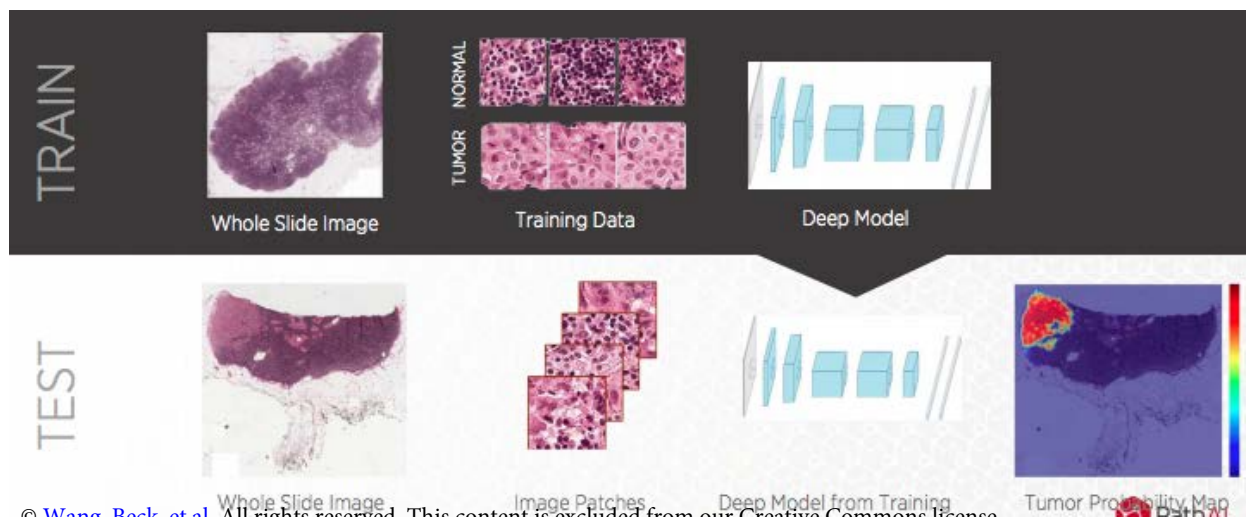 TRAIN
NORMAL
TUMOR
Whole Slide Image
Training Data
Deep Model
TEST
Whole Slide Image
Image Patches
Deep Model from Training
Tumor Probability Map
© Wang, Beck, et al. All rights reserved. This content is excluded from our Creative Commons license
PathAI